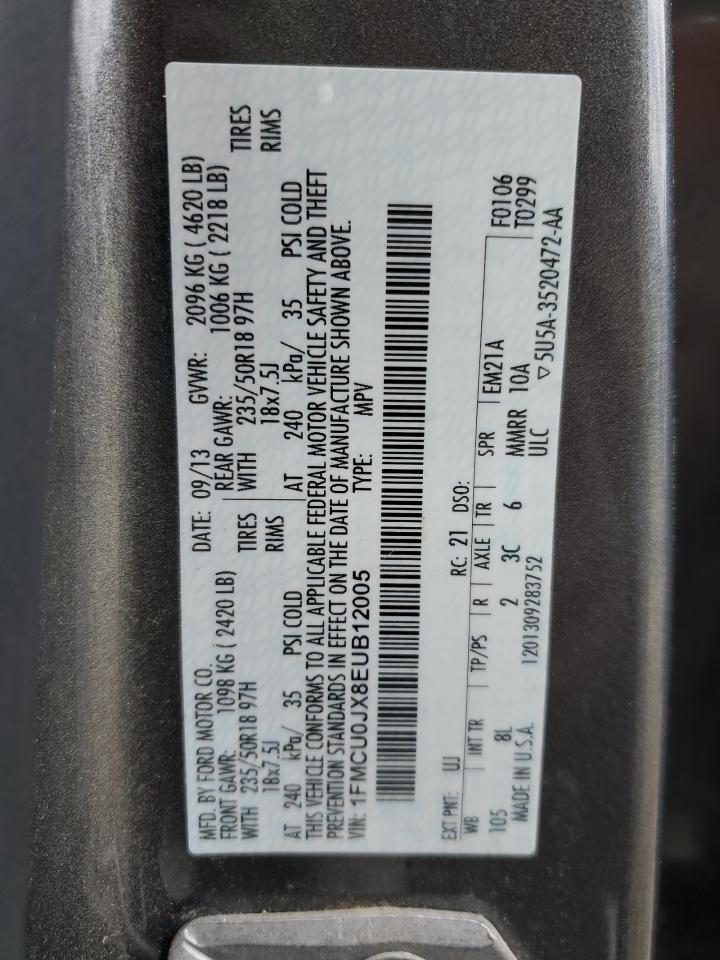 MFD. BY FORD MOTOR CO.   DATE: 09/13   GVWR: 2096 KG ( 4620 LB)
FRONT GAWR: 1098 KG ( 2420 LB)   REAR GAWR: 1006 KG ( 2218 LB)
WITH 235/50R18 97H TIRES   WITH 235/50R18 97H TIRES
18x7.5J RIMS   18x7.5J RIMS
AT 240 kPa/ 35 PSI COLD   AT 240 kPa/ 35 PSI COLD
THIS VEHICLE CONFORMS TO ALL APPLICABLE FEDERAL MOTOR VEHICLE SAFETY AND THEFT
PREVENTION STANDARDS IN EFFECT ON THE DATE OF MANUFACTURE SHOWN ABOVE.
VIN: 1FMCU0JX8EUB12005   TYPE: MPV
EXT PNT: UJ   RC: 21 DSO:   F0106
WB INT TR TP/PS R AXLE TR SPR EM21A   T0299
105 8L 2 3C 6 MMRR 10A
MADE IN U.S.A. 1201309283752 ULC ▽5U5A-3520472-AA